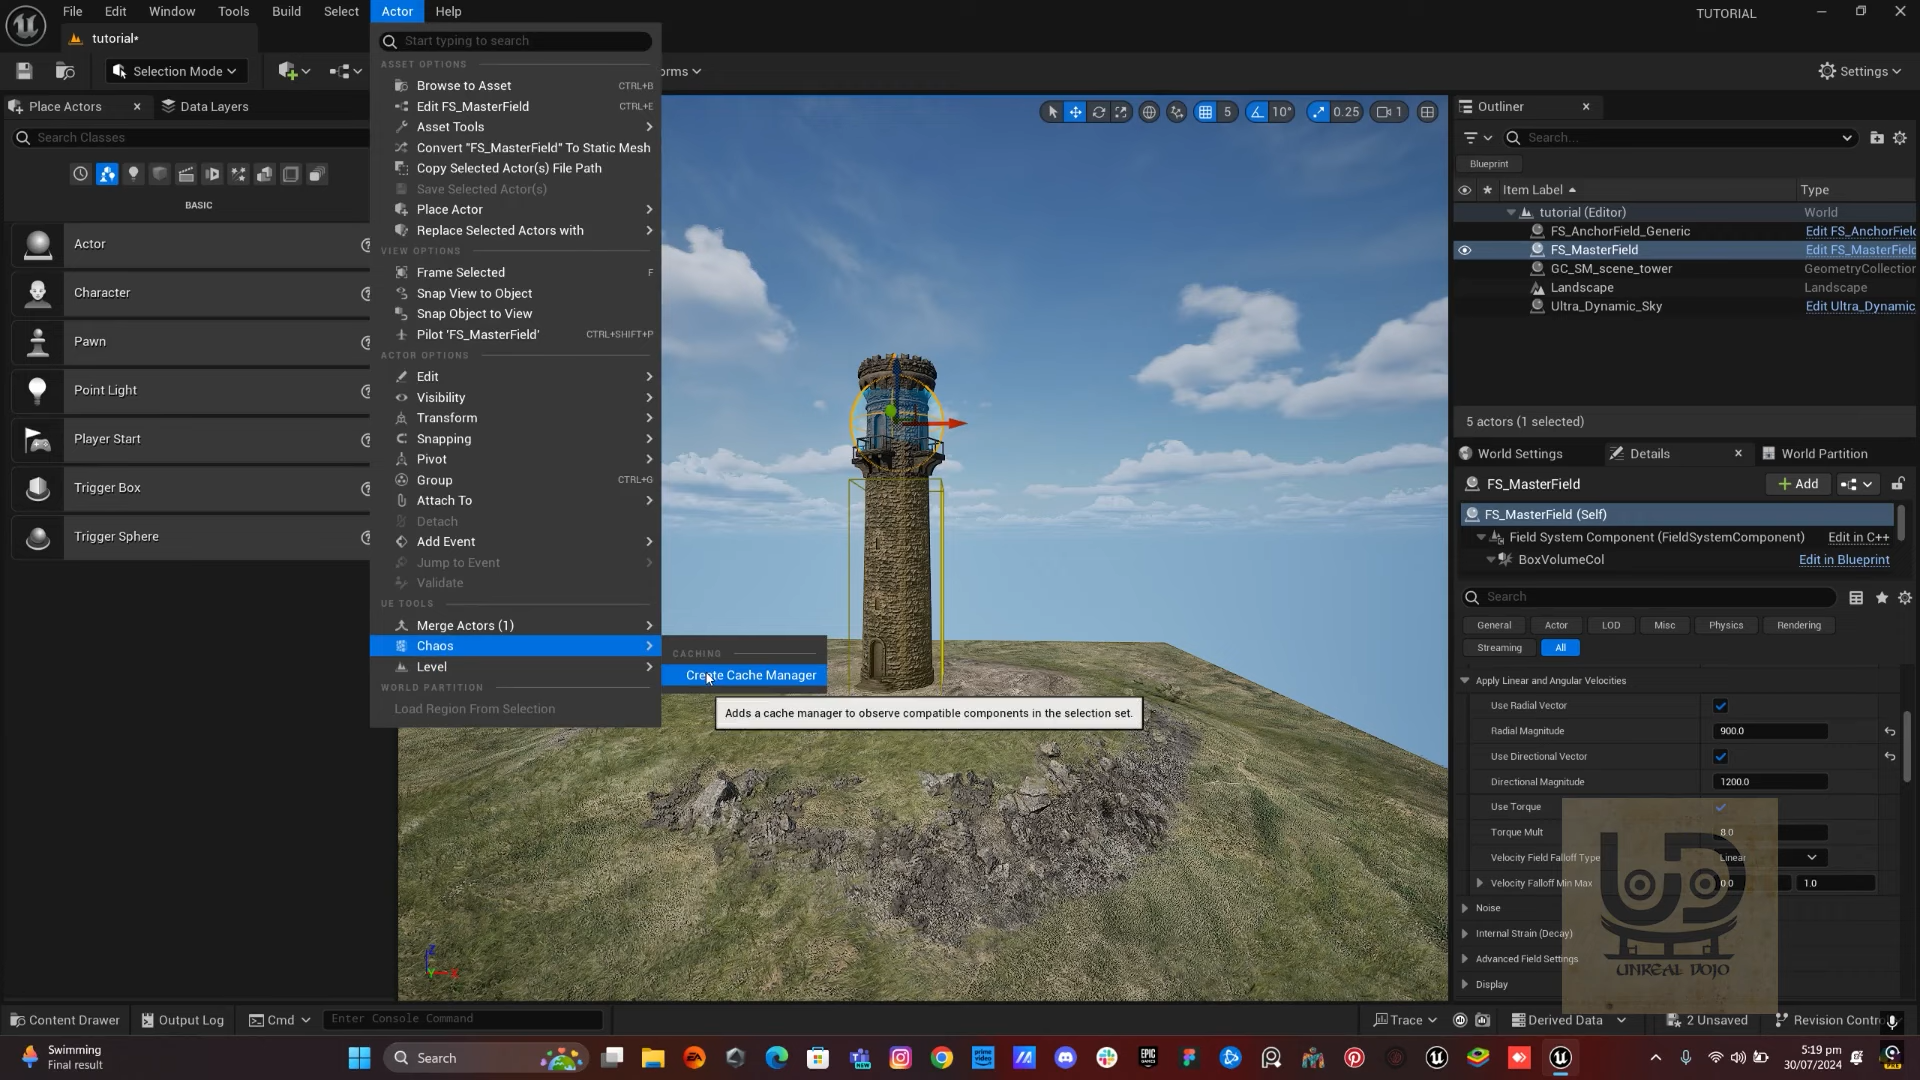 File Edit Window Tools Build Select Actor Help
TUTORIAL
tutorial*
Selection Mode
orms
Settings
Place Actors
Data Layers
Search Classes
BASIC
Actor
Character
Pawn
Point Light
Player Start
Trigger Box
Trigger Sphere
Start typing to search
ASSET OPTIONS
Browse to Asset CTRL+B
Edit FS_MasterField CTRL+E
Asset Tools
Convert "FS_MasterField" To Static Mesh
Copy Selected Actor(s) File Path
Save Selected Actor(s)
Place Actor
Replace Selected Actors with
VIEW OPTIONS
Frame Selected F
Snap View to Object
Snap Object to View
Pilot 'FS_MasterField' CTRL+SHIFT+P
ACTOR OPTIONS
Edit
Visibility
Transform
Snapping
Pivot
Group CTRL+G
Attach To
Detach
Add Event
Jump to Event
Validate
UE TOOLS
Merge Actors (1)
Chaos
Level
WORLD PARTITION
Load Region From Selection
CACHING
Create Cache Manager
Adds a cache manager to observe compatible components in the selection set.
5 10° 0.25 1
Outliner
Search...
Blueprint
Item Label Type
tutorial (Editor) World
FS_AnchorField_Generic Edit FS_AnchorField
FS_MasterField Edit FS_MasterField
GC_SM_scene_tower GeometryCollection
Landscape Landscape
Ultra_Dynamic_Sky Edit Ultra_Dynamic
5 actors (1 selected)
World Settings
Details
World Partition
FS_MasterField
Add
FS_MasterField (Self)
Field System Component (FieldSystemComponent) Edit in C++
BoxVolumeCol Edit in Blueprint
Search
General Actor LOD Misc Physics Rendering
Streaming All
Apply Linear and Angular Velocities
Use Radial Vector
Radial Magnitude 900.0
Use Directional Vector
Directional Magnitude 1200.0
Use Torque
Torque Mult 8.0
Velocity Field Falloff Type Linear
Velocity Falloff Min Max 0.0 1.0
Noise
Internal Strain (Decay)
Advanced Field Settings
Display
UNREAL DOJO
Content Drawer
Output Log
Cmd
Enter Console Command
Trace
Derived Data
2 Unsaved
Revision Contro
Swimming
Final result
Search
5:19 pm
30/07/2024